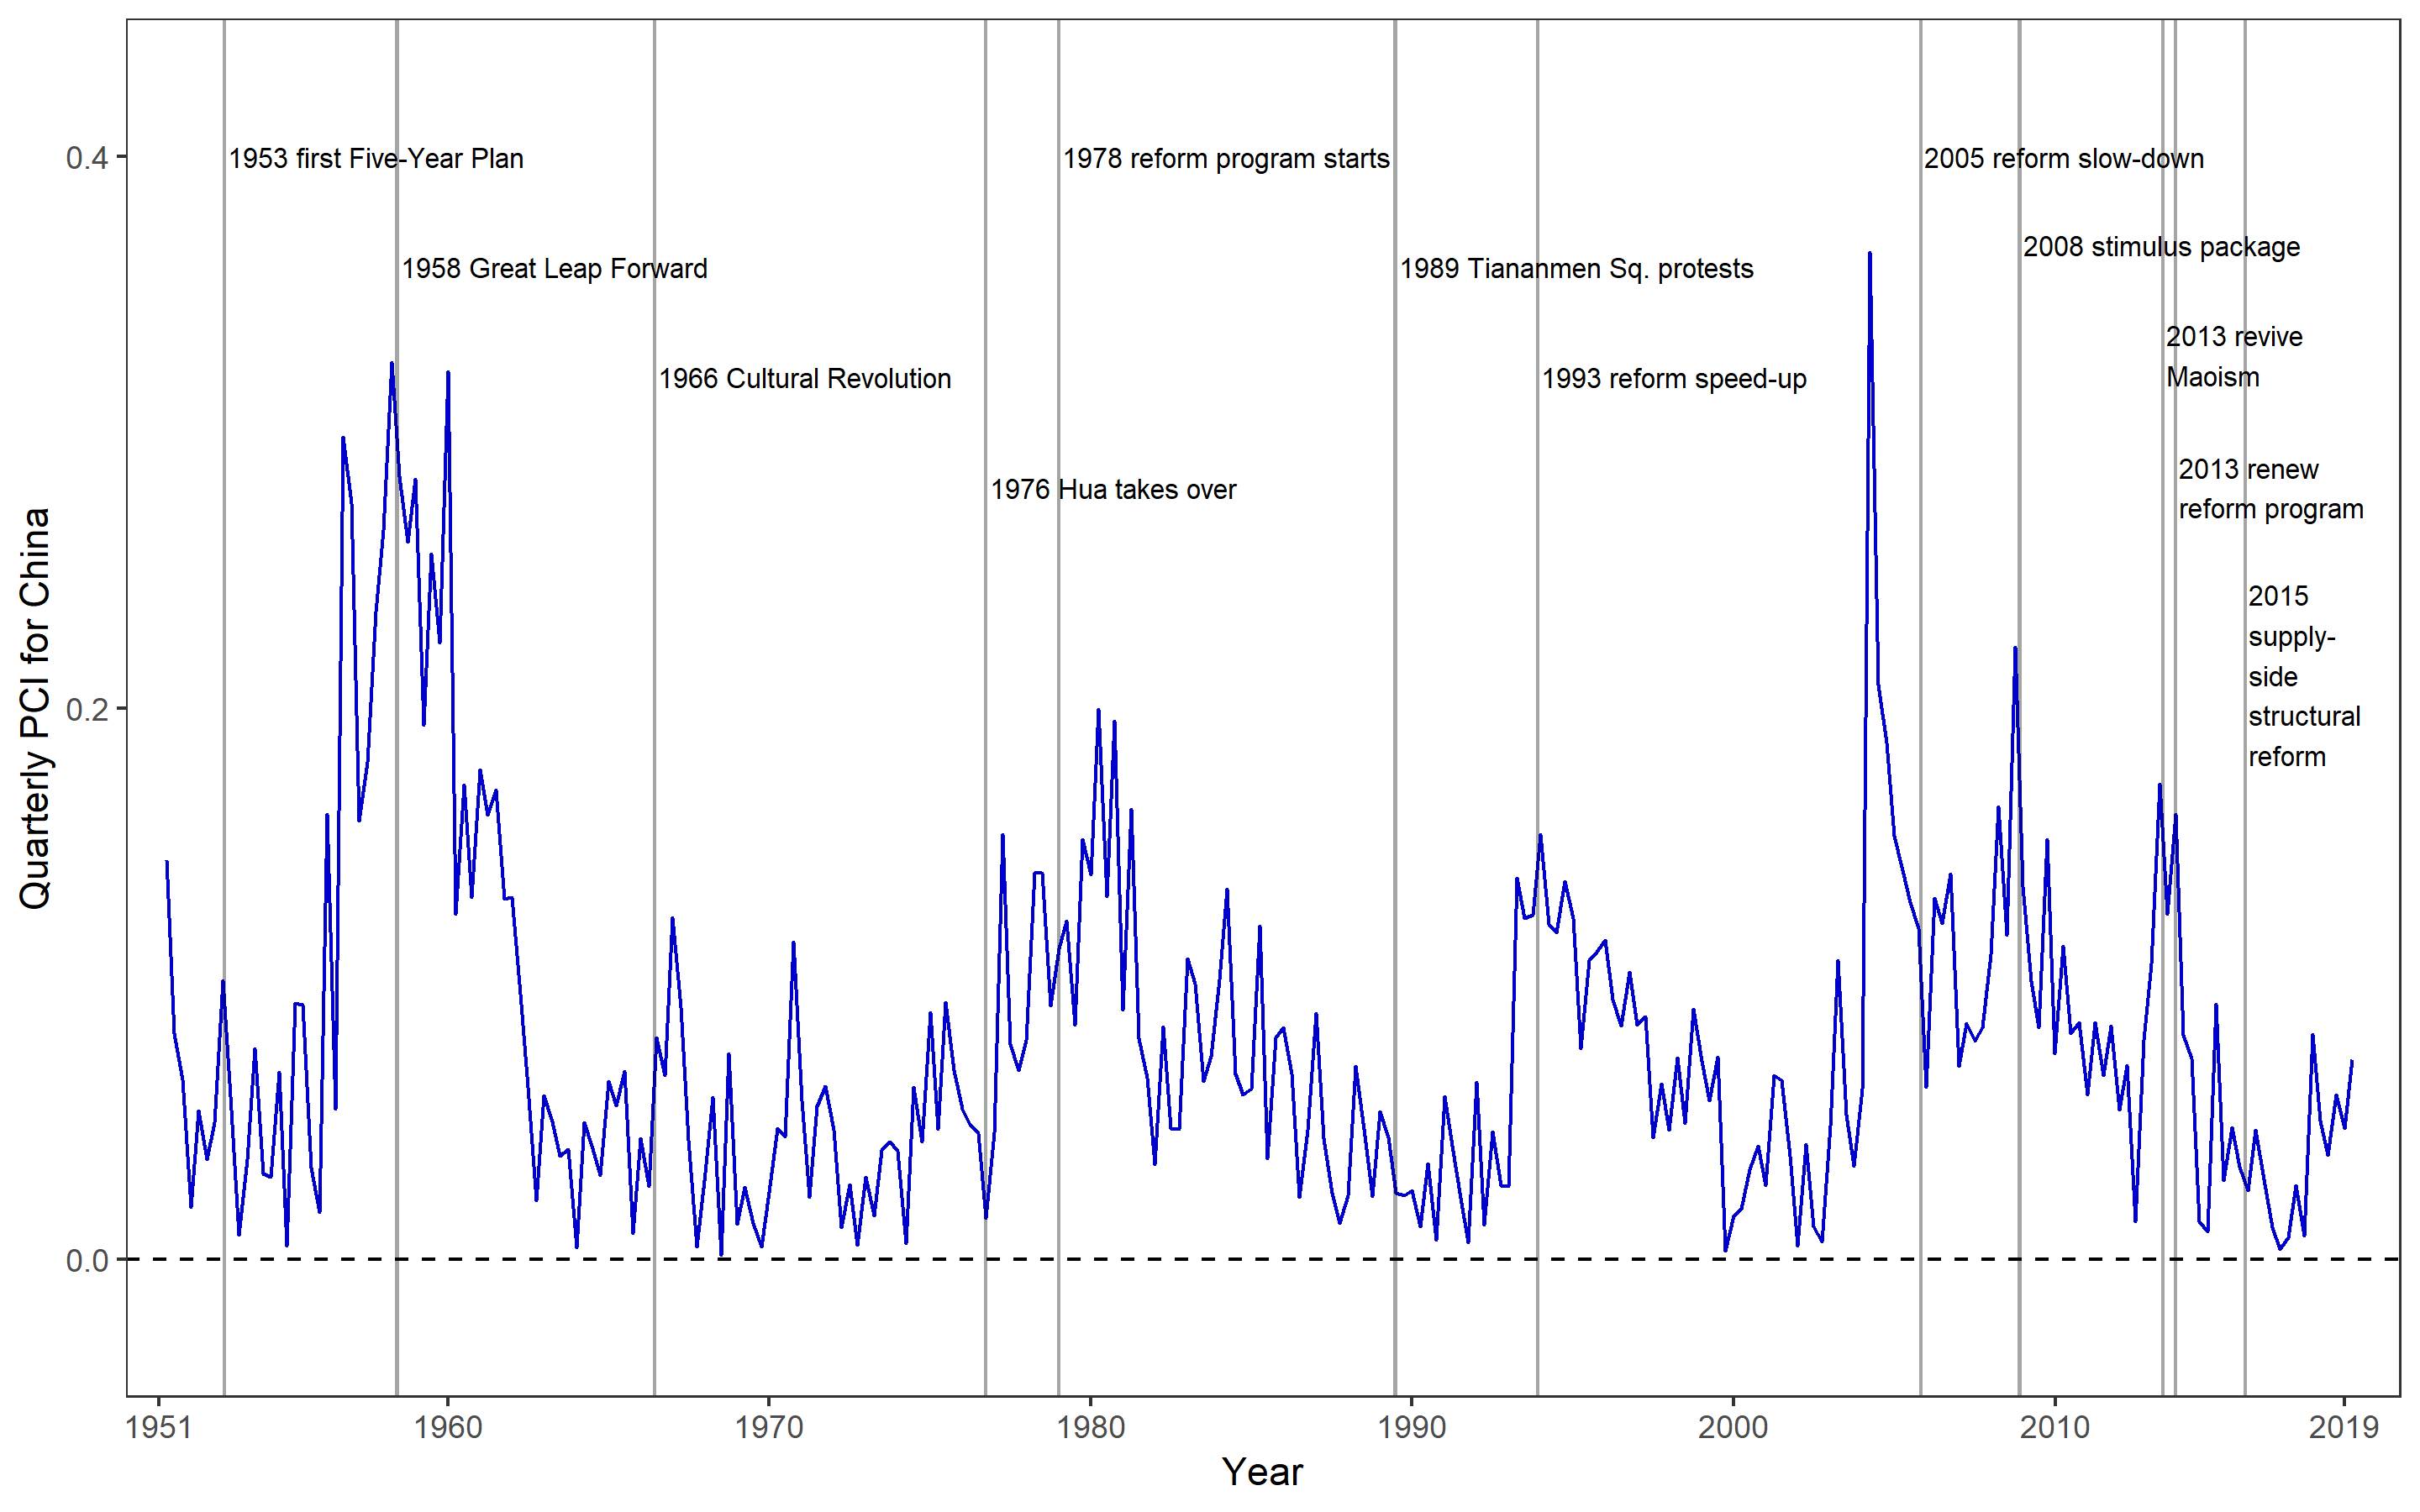 0.4
1953 first Five-Year Plan
1978 reform program starts
2005 reform slow-down
2008 stimulus package
1958 Great Leap Forward
1989 Tiananmen Sq. protests
2013 revive
Maoism
1966 Cultural Revolution
1993 reform speed-up
1976 Hua takes over
2013 renew
reform program
2015
supply-
side
structural
reform
Quarterly PCI for China
0.2
0.0
1951
1960
1970
1980
1990
2000
2010
2019
Year